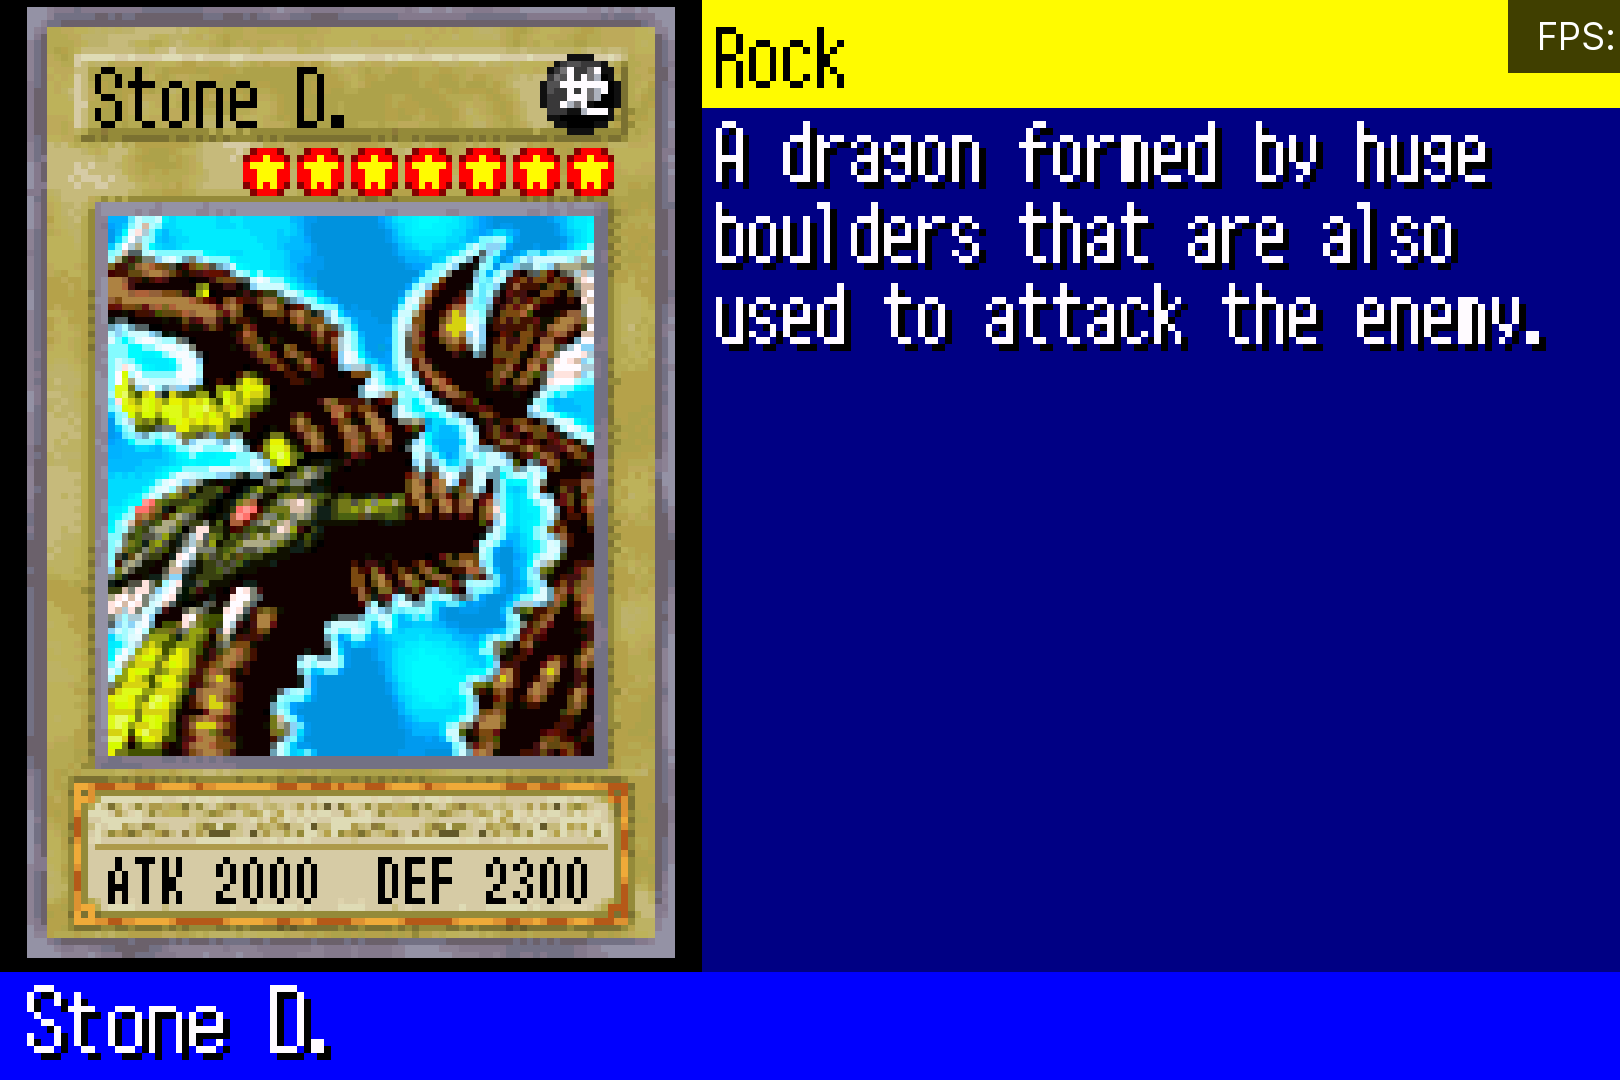 Stone D.
地
ATK 2000 DEF 2300
Rock
FPS:
A dragon formed by huge
boulders that are also
used to attack the enemy.
Stone D.